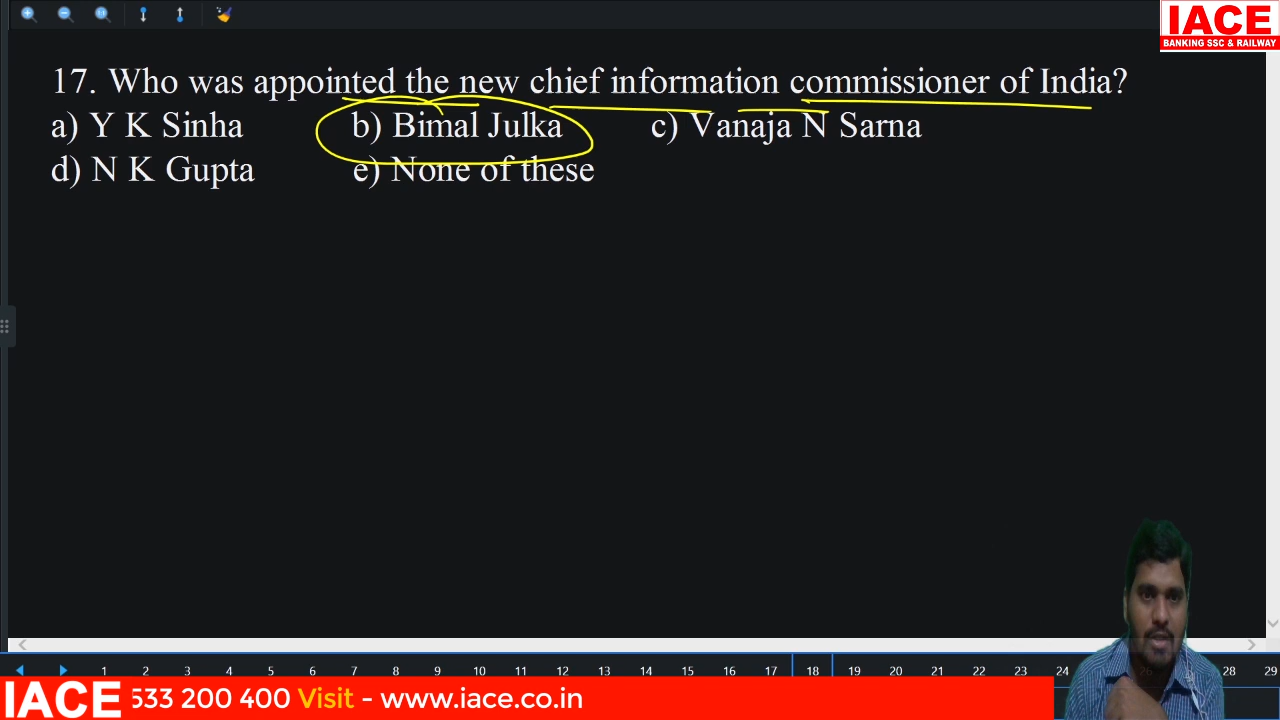 IACE
BANKING SSC & RAILWAY
17. Who was appointed the new chief information commissioner of India?
a) Y K Sinha b) Bimal Julka c) Vanaja N Sarna
d) N K Gupta e) None of these
1 2 3 4 5 6 7 8 9 10 11 12 13 14 15 16 17 18 19 20 21 22 23 24 25 26 28 29
IACE 533 200 400 Visit - www.iace.co.in